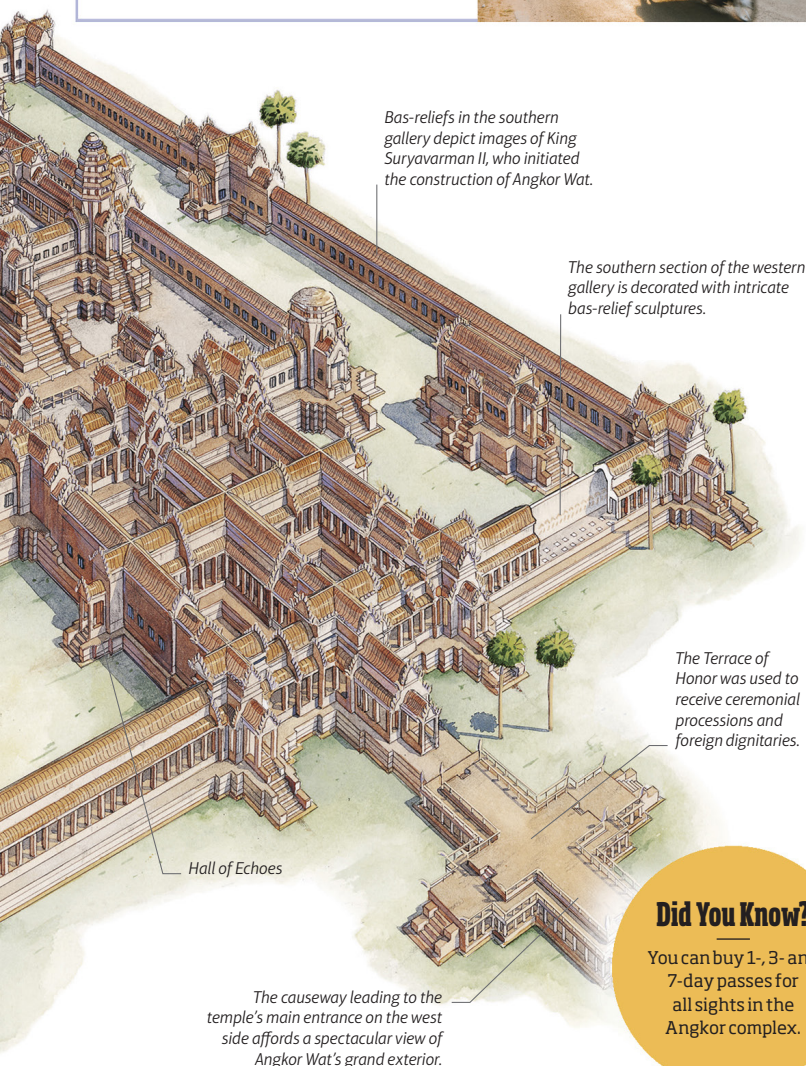 Bas-reliefs in the southern
gallery depict images of King
Suryavarman II, who initiated
the construction of Angkor Wat.
The southern section of the western
gallery is decorated with intricate
bas-relief sculptures.
The Terrace of
Honor was used to
receive ceremonial
processions and
foreign dignitaries.
Hall of Echoes
Did You Know?
You can buy 1-, 3- an
7-day passes for
all sights in the
Angkor complex.
The causeway leading to the
temple's main entrance on the west
side affords a spectacular view of
Angkor Wat's grand exterior.